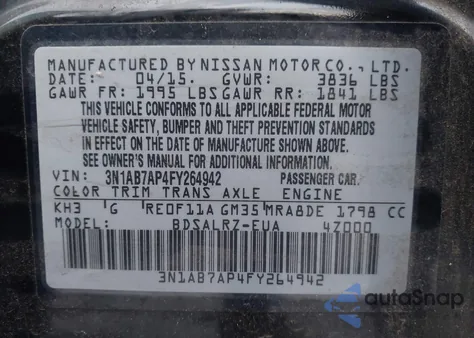 MANUFACTURED BY NISSAN MOTOR CO., LTD.
DATE: 04/15. GVWR: 3836 LBS
GAWR FR: 1995 LBS GAWR RR: 1841 LBS
THIS VEHICLE CONFORMS TO ALL APPLICABLE FEDERAL MOTOR
VEHICLE SAFETY, BUMPER AND THEFT PREVENTION STANDARDS
IN EFFECT ON THE DATE OF MANUFACTURE SHOWN ABOVE.
SEE OWNER'S MANUAL FOR ADDITIONAL INFORMATION.
VIN: 3N1AB7AP4FY264942 PASSENGER CAR.
COLOR TRIM TRANS AXLE ENGINE
KH3 G RE0F11A GM35 MRA8DE 1798 CC
BDSALRZ-EUA 4Z000
3N1AB7AP4FY264942
autoSnap